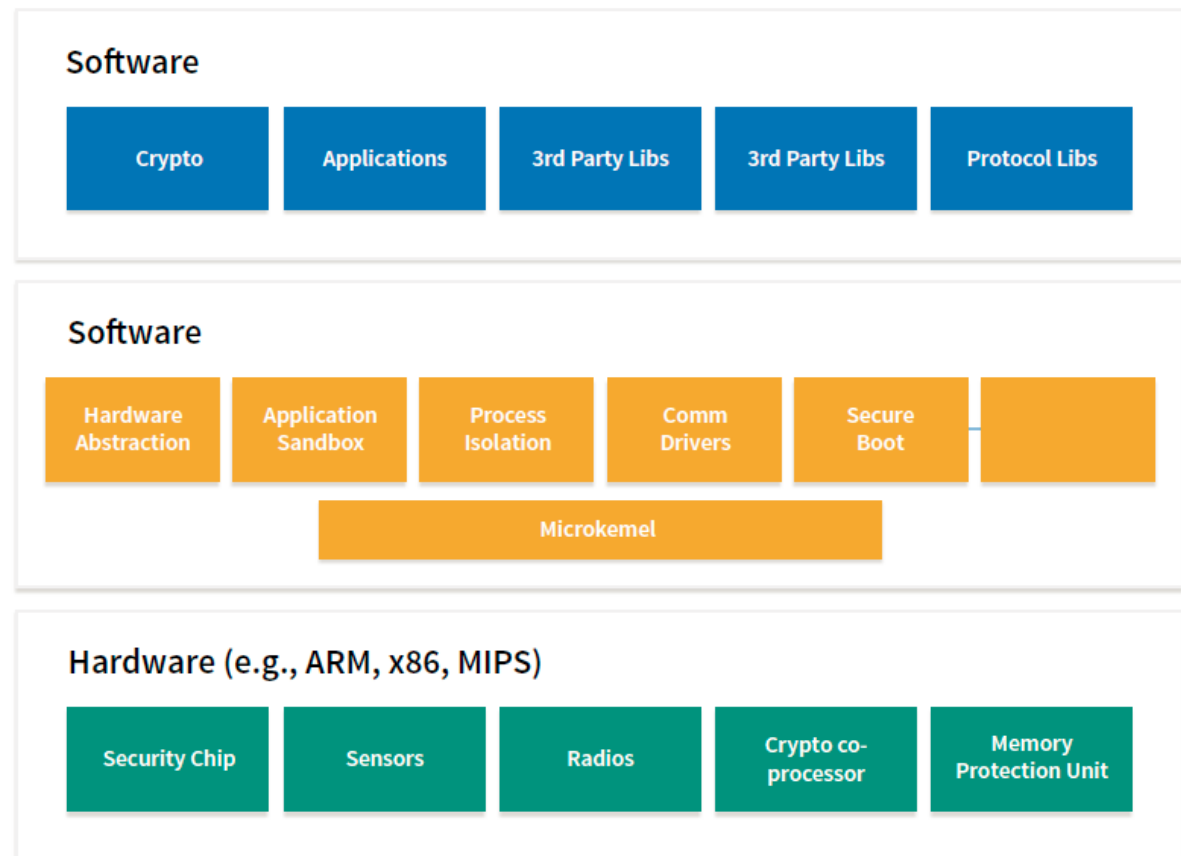 Software
Crypto
Applications
3rd Party Libs
3rd Party Libs
Protocol Libs
Software
Hardware
Abstraction
Application
Sandbox
Process
Isolation
Comm
Drivers
Secure
Boot
Microkemel
Hardware (e.g., ARM, x86, MIPS)
Security Chip
Sensors
Radios
Crypto co-
processor
Memory
Protection Unit